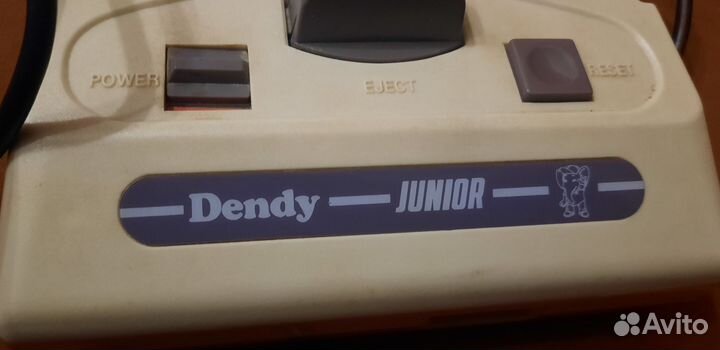 POWER EJECT RESET
Dendy JUNIOR
Avito